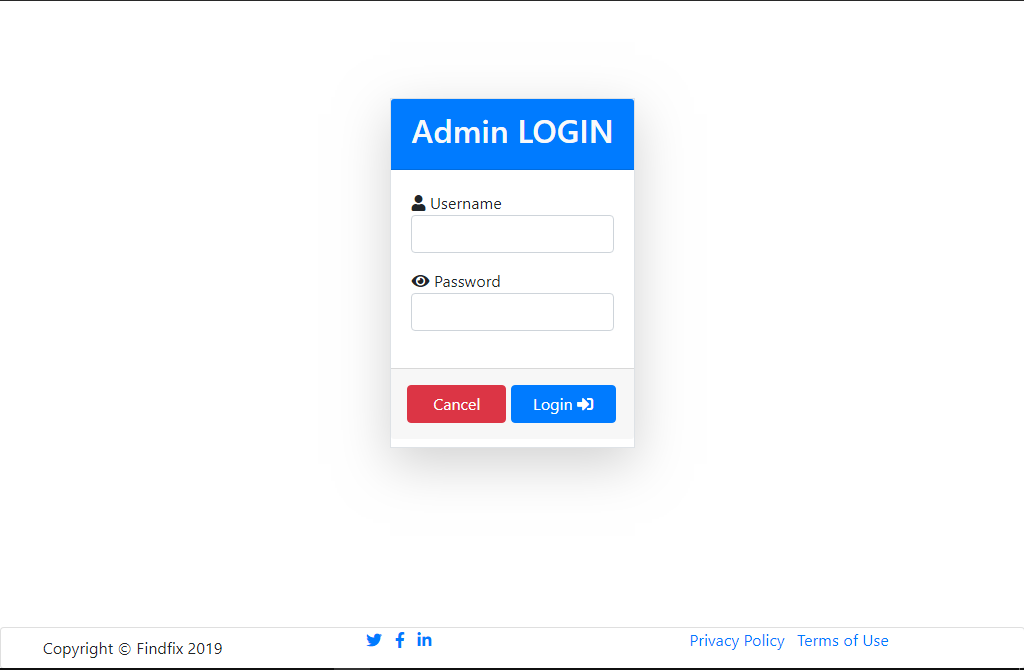 Admin LOGIN
Username
Password
Cancel Login
Copyright © Findfix 2019
Privacy Policy Terms of Use